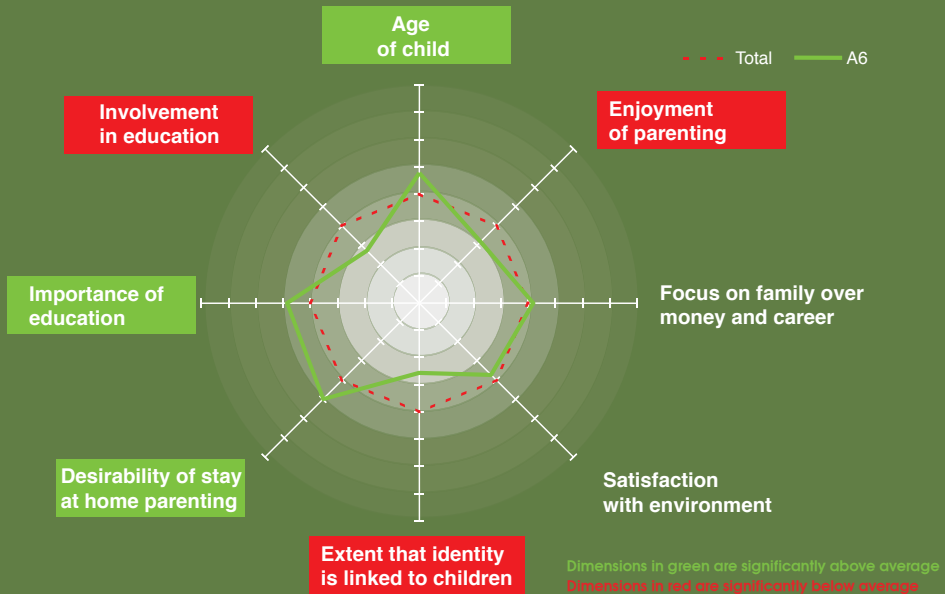 Age
of child
Total
A6
Involvement
in education
Enjoyment
of parenting
Importance of
education
Focus on family over
money and career
Desirability of stay
at home parenting
Satisfaction
with environment
Extent that identity
is linked to children
Dimensions in green are significantly above average
Dimensions in red are significantly below average